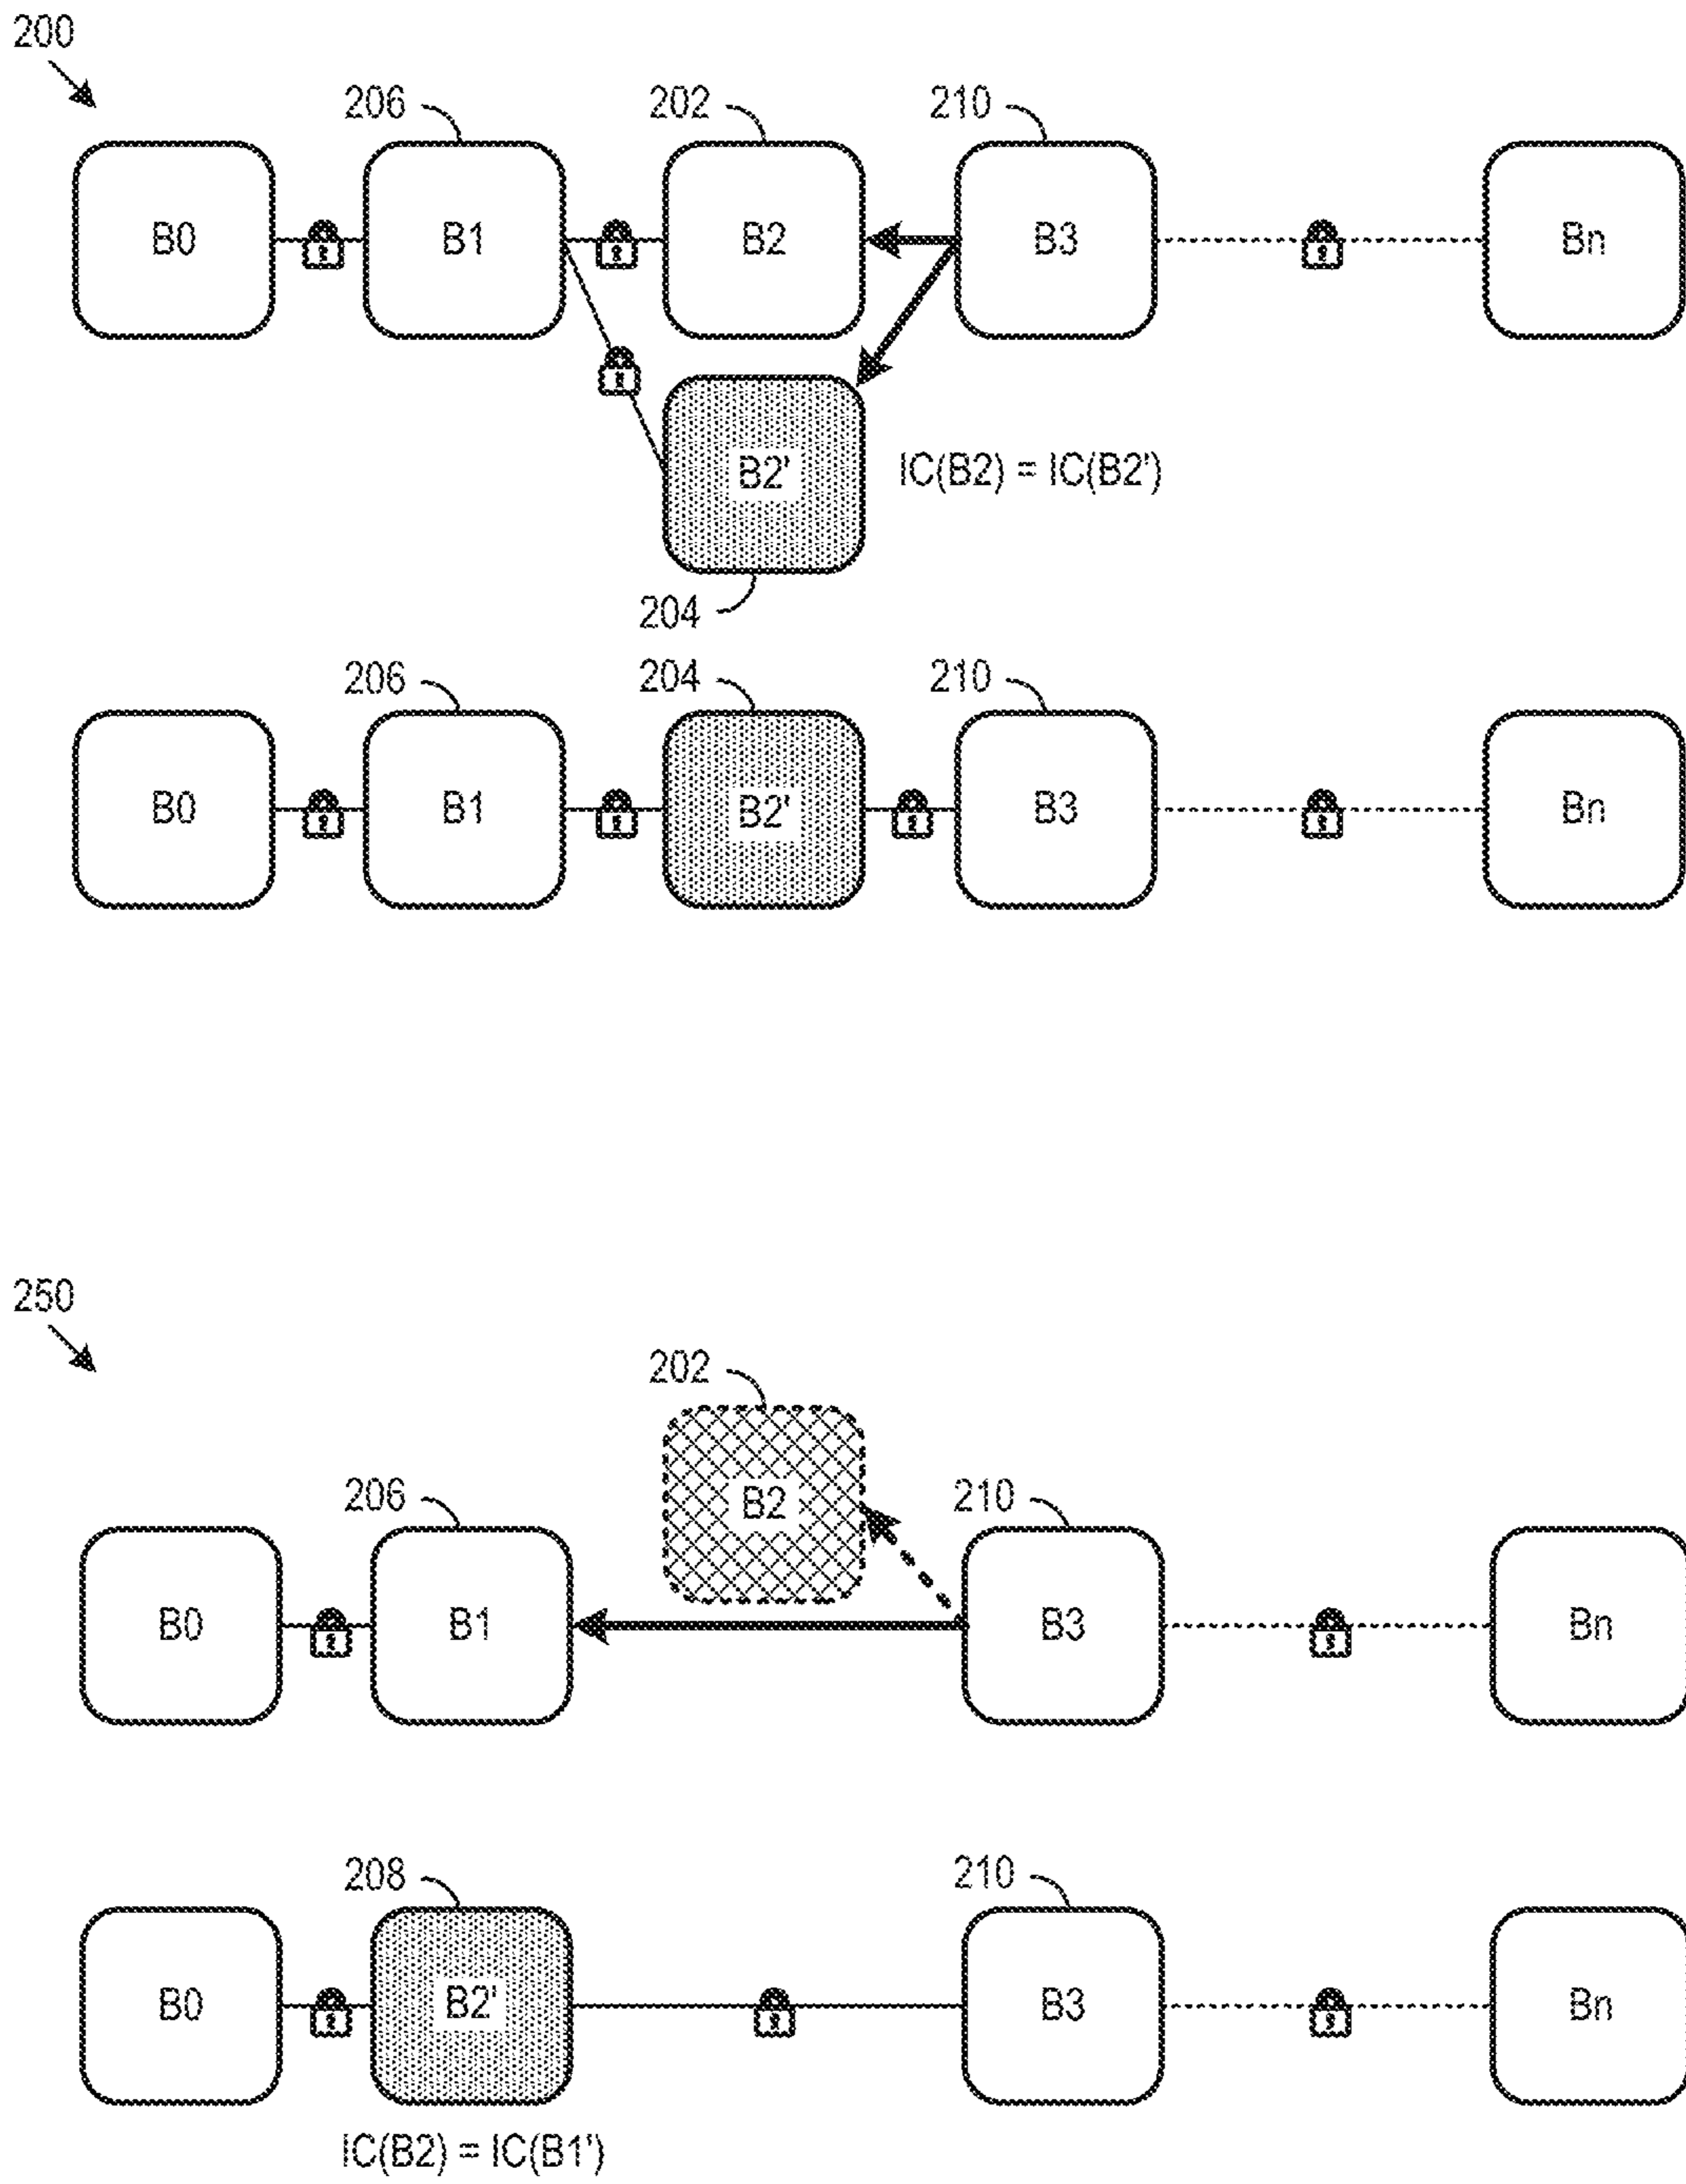 200
206 202 210
B0 B1 B2 B3 Bn
B2' IC(B2) = IC(B2')
204
206 204 210
B0 B1 B2' B3 Bn
250
202
B2
206 210
B0 B1 B3 Bn
208 210
B0 B2' B3 Bn
IC(B2) = IC(B1')